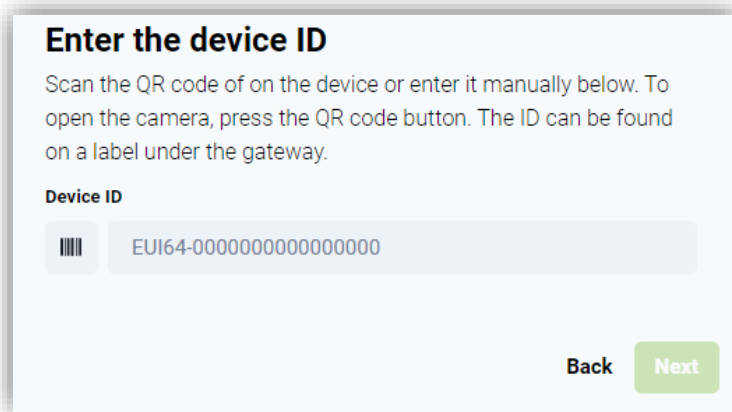 Enter the device ID
Scan the QR code of on the device or enter it manually below. To
open the camera, press the QR code button. The ID can be found
on a label under the gateway.
Device ID
EUI64-0000000000000000
Back Next